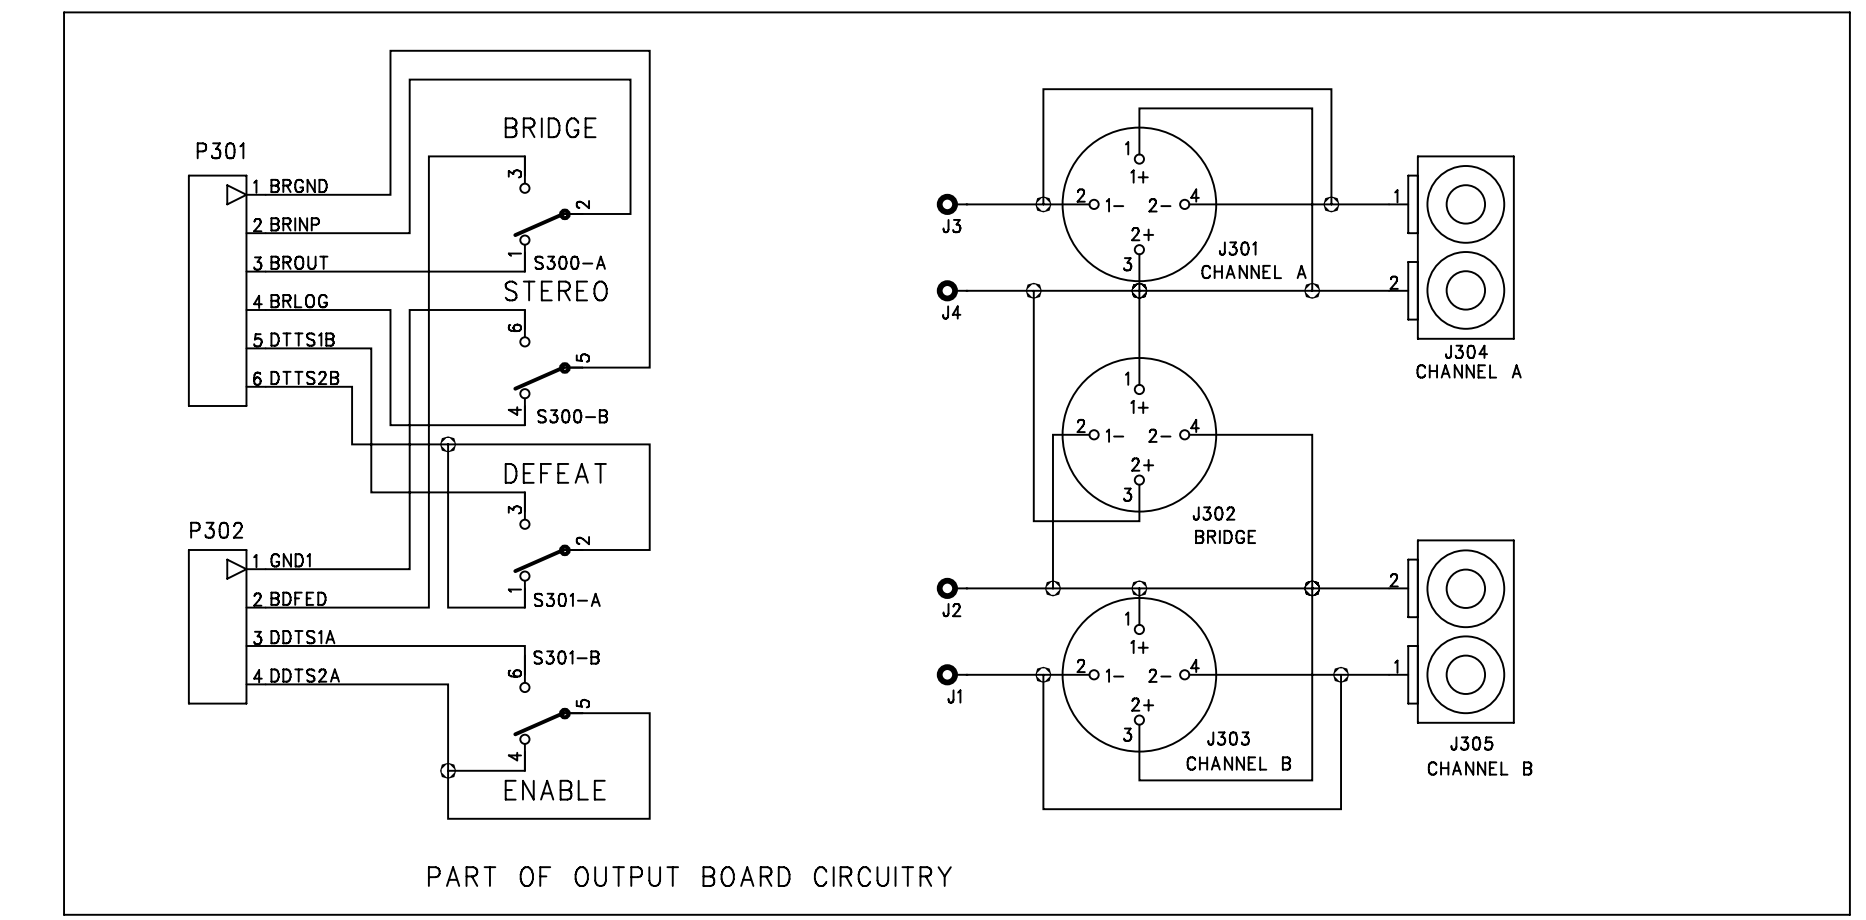 P301
1 BRGND
2 BRINP
3 BROUT
4 BRLOG
5 DTTS1B
6 DTTS2B
P302
1 GND1
2 BDFED
3 DDTS1A
4 DDTS2A
BRIDGE
3
2
1
S300-A
STEREO
6
5
4
S300-B
DEFEAT
3
2
1
S301-A
S301-B
6
5
4
ENABLE
J3
J4
J2
J1
1
1+
2
1-
2-
4
2+
3
J301
CHANNEL A
1
1+
2
1-
2-
4
2+
3
J302
BRIDGE
1
1+
2
1-
2-
4
2+
3
J303
CHANNEL B
1
2
J304
CHANNEL A
2
1
J305
CHANNEL B
PART OF OUTPUT BOARD CIRCUITRY